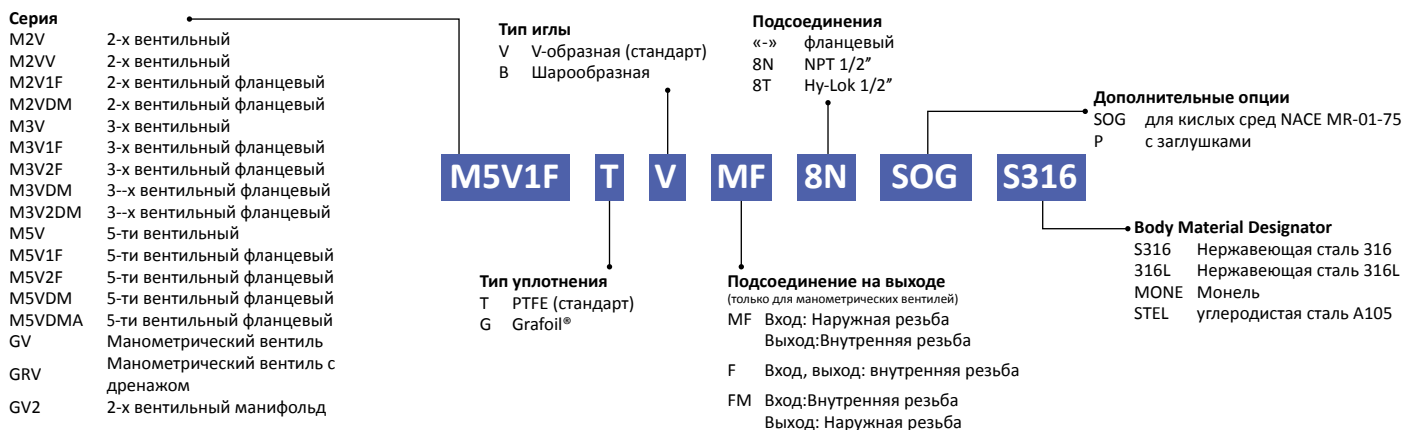 Серия
M2V 2-х вентильный
M2VV 2-х вентильный
M2V1F 2-х вентильный фланцевый
M2VDM 2-х вентильный фланцевый
M3V 3-х вентильный
M3V1F 3-х вентильный фланцевый
M3V2F 3-х вентильный фланцевый
M3VDM 3--х вентильный фланцевый
M3V2DM 3--х вентильный фланцевый
M5V 5-ти вентильный
M5V1F 5-ти вентильный фланцевый
M5V2F 5-ти вентильный фланцевый
M5VDM 5-ти вентильный фланцевый
M5VDMA 5-ти вентильный фланцевый
GV Манометрический вентиль
GRV Манометрический вентиль с
дренажом
GV2 2-х вентильный манифольд
Тип иглы
V V-образная (стандарт)
B Шарообразная
Подсоединения
«-» фланцевый
8N NPT 1/2”
8T Hy-Lok 1/2”
Дополнительные опции
SOG для кислых сред NACE MR-01-75
P с заглушками
M5V1F T V MF 8N SOG S316
Тип уплотнения
T PTFE (стандарт)
G Grafoil®
Подсоединение на выходе
(только для манометрических вентилей)
MF Вход: Наружная резьба
Выход:Внутренняя резьба
F Вход, выход: внутренняя резьба
FM Вход:Внутренняя резьба
Выход: Наружная резьба
Body Material Designator
S316 Нержавеющая сталь 316
316L Нержавеющая сталь 316L
MONE Монель
STEL углеродистая сталь А105